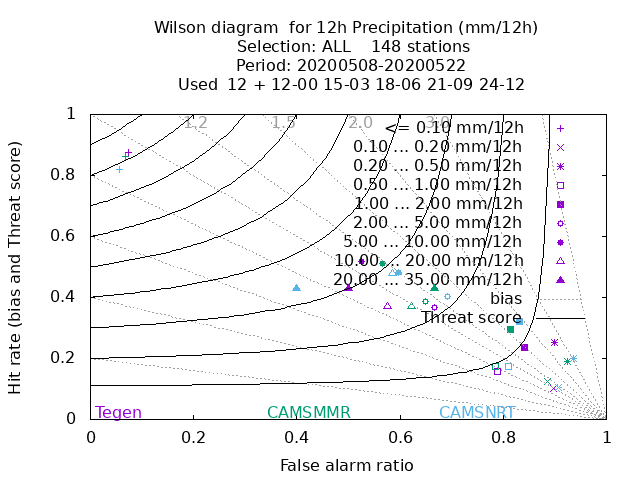 Wilson diagram  for 12h Precipitation (mm/12h)
Selection: ALL    148 stations
Period: 20200508-20200522
Used  12 + 12-00 15-03 18-06 21-09 24-12
1.2 1.5 2.0 3.0
<= 0.10 mm/12h
0.10 ... 0.20 mm/12h
0.20 ... 0.50 mm/12h
0.50 ... 1.00 mm/12h
1.00 ... 2.00 mm/12h
2.00 ... 5.00 mm/12h
5.00 ... 10.00 mm/12h
10.00 ... 20.00 mm/12h
20.00 ... 35.00 mm/12h
bias
Threat score
Tegen CAMSMMR CAMSNRT
1
0.8
0.6
0.4
0.2
0
0 0.2 0.4 0.6 0.8 1
False alarm ratio
Hit rate (bias and Threat score)